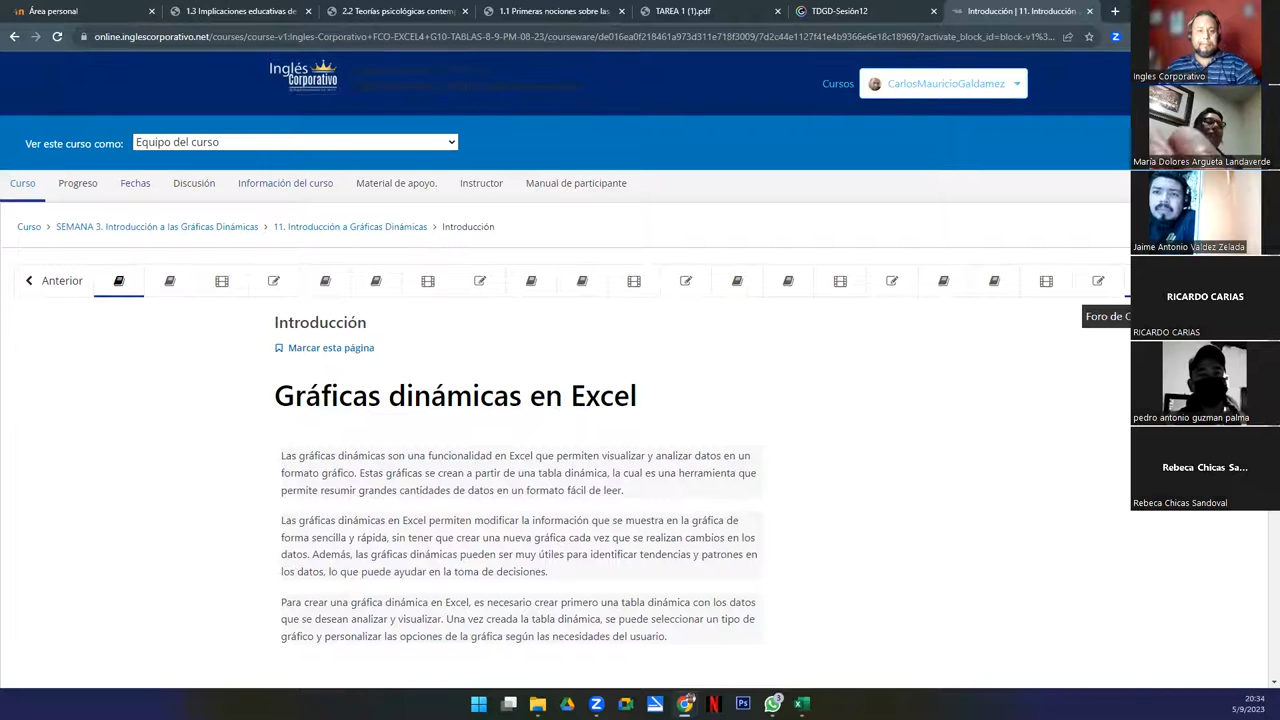 Área personal
1.3 Implicaciones educativas de
2.2 Teorías psicológicas contem
1.1 Primeras nociones sobre las
TAREA 1 (1).pdf
TDGD-Sesión12
Introducción | 11. Introducción
online.inglescorporativo.net/courses/course-v1:Ingles-Corporativo+FCO-EXCEL4+G10-TABLAS-8-9-PM-08-23/courseware/de016ea0f218461a973d311e718f3009/7d2c44e1127f41e4b9366e6e18c18969/?activate_block_id=block-v1%3...
Inglés
Corporativo
Cursos
CarlosMauricioGaldamez
Ver este curso como:
Equipo del curso
Curso Progreso Fechas Discusión Información del curso Material de apoyo. Instructor Manual de participante
Curso > SEMANA 3. Introducción a las Gráficas Dinámicas > 11. Introducción a Gráficas Dinámicas > Introducción
Anterior
Foro de
Introducción
Marcar esta página
Gráficas dinámicas en Excel
Las gráficas dinámicas son una funcionalidad en Excel que permiten visualizar y analizar datos en un
formato gráfico. Estas gráficas se crean a partir de una tabla dinámica, la cual es una herramienta que
permite resumir grandes cantidades de datos en un formato fácil de leer.
Las gráficas dinámicas en Excel permiten modificar la información que se muestra en la gráfica de
forma sencilla y rápida, sin tener que crear una nueva gráfica cada vez que se realizan cambios en los
datos. Además, las gráficas dinámicas pueden ser muy útiles para identificar tendencias y patrones en
los datos, lo que puede ayudar en la toma de decisiones.
Para crear una gráfica dinámica en Excel, es necesario crear primero una tabla dinámica con los datos
que se desean analizar y visualizar. Una vez creada la tabla dinámica, se puede seleccionar un tipo de
gráfico y personalizar las opciones de la gráfica según las necesidades del usuario.
Ingles Corporativo
María Dolores Argueta Landaverde
Jaime Antonio Valdez Zelada
RICARDO CARIAS
RICARDO CARIAS
pedro antonio guzman palma
Rebeca Chicas Sa...
Rebeca Chicas Sandoval
20:34
5/9/2023